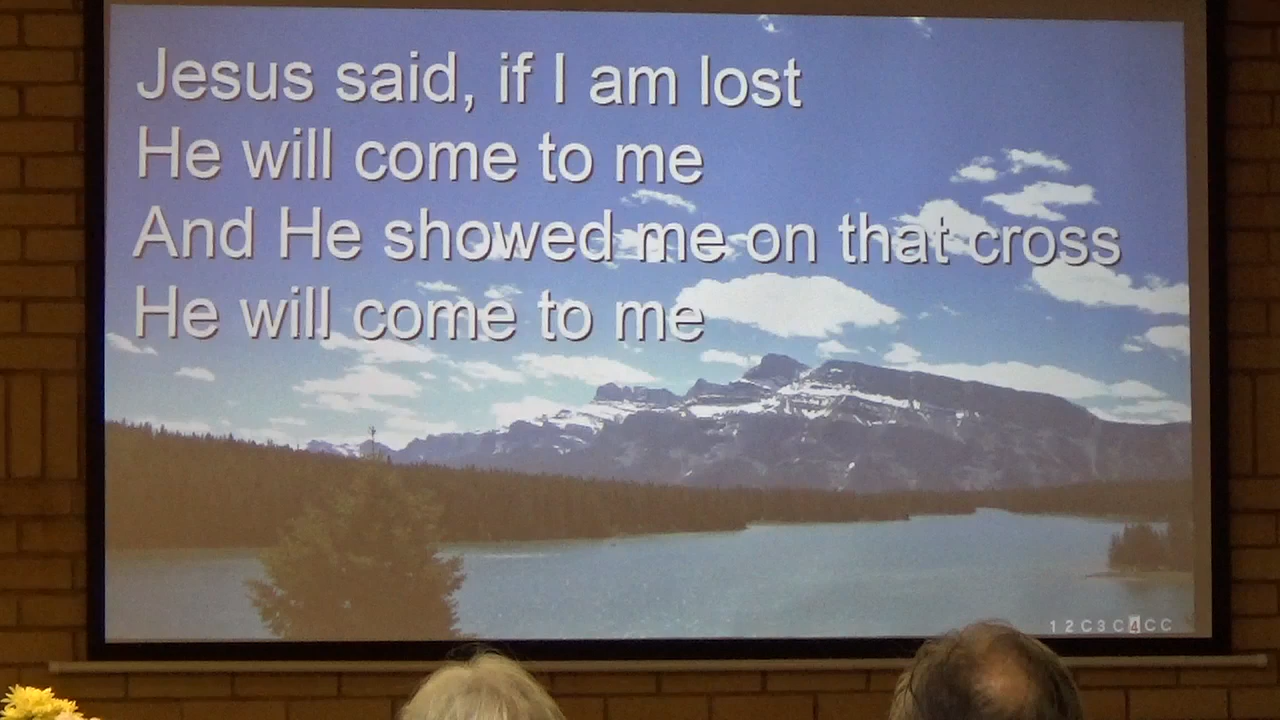 Jesus said, if I am lost
He will come to me
And He showed me on that cross
He will come to me
1 2 C 3 C 4 C C